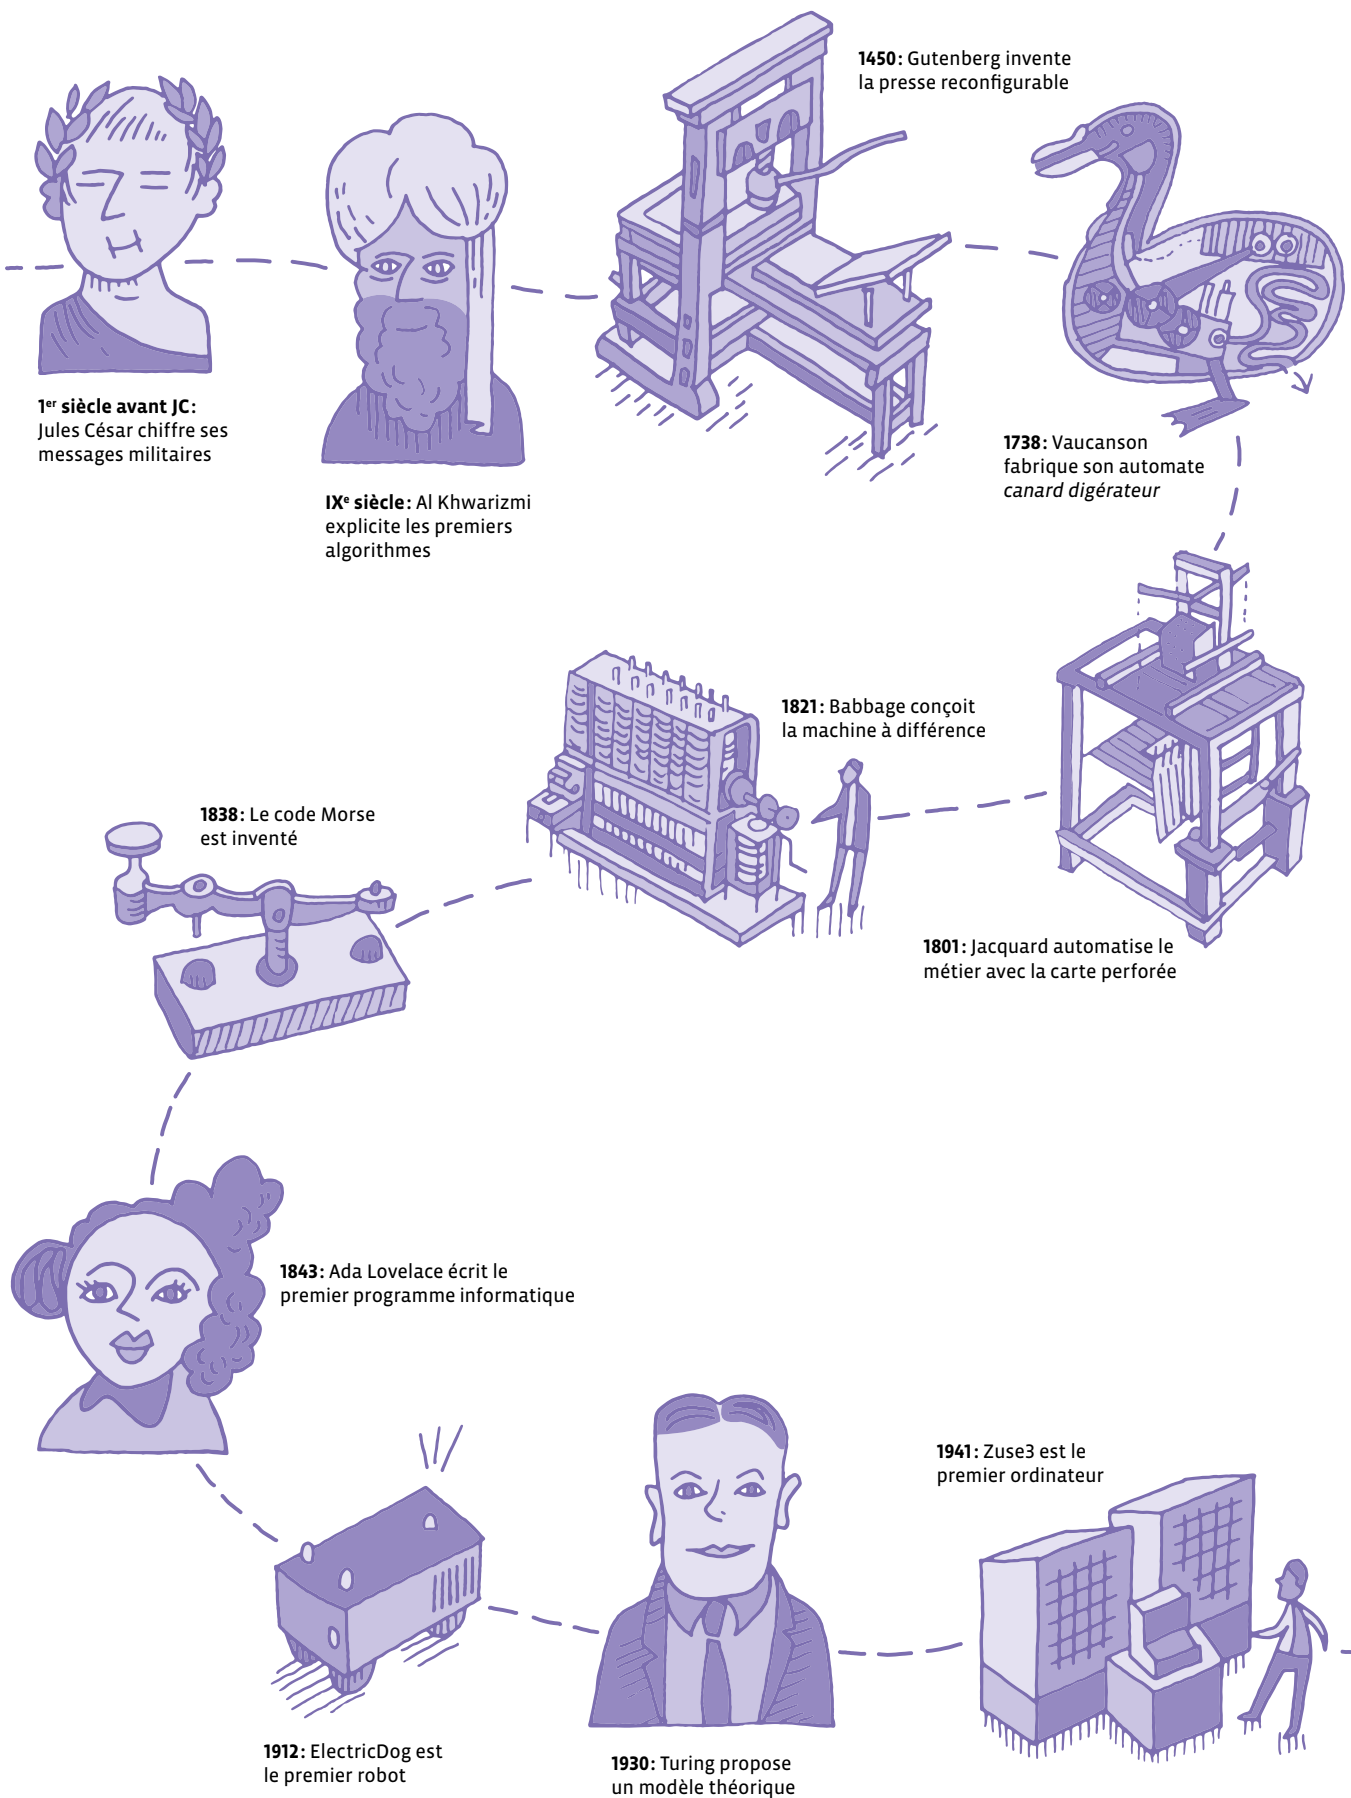 1er siècle avant JC :
Jules César chiffre ses
messages militaires
IXe siècle : Al Khwarizmi
explicite les premiers
algorithmes
1450 : Gutenberg invente
la presse reconfigurable
1738 : Vaucanson
fabrique son automate
canard digérateur
1801 : Jacquard automatise le
métier avec la carte perforée
1821 : Babbage conçoit
la machine à différence
1838 : Le code Morse
est inventé
1843 : Ada Lovelace écrit le
premier programme informatique
1912 : ElectricDog est
le premier robot
1930 : Turing propose
un modèle théorique
1941 : Zuse3 est le
premier ordinateur